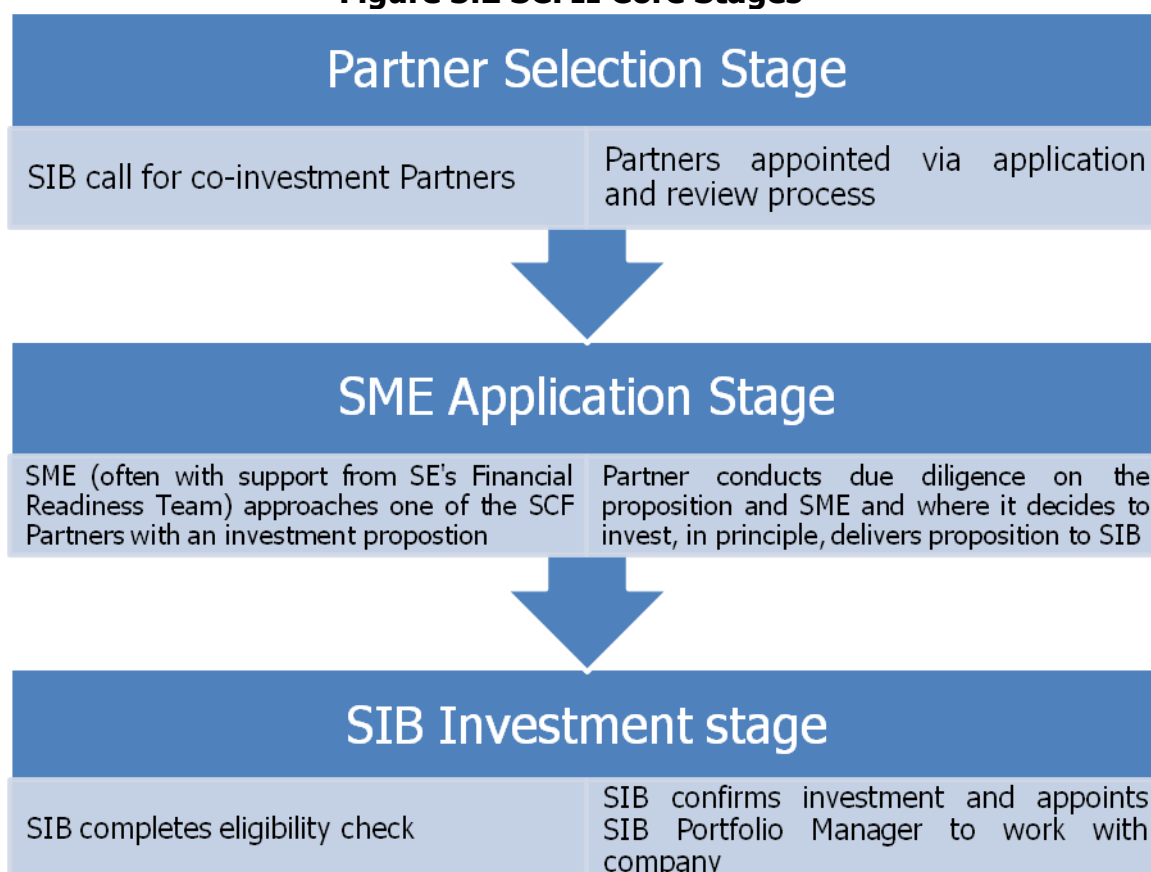 Partner Selection Stage
SIB call for co-investment Partners
Partners appointed via application
and review process
SME Application Stage
SME (often with support from SE's Financial
Readiness Team) approaches one of the SCF
Partners with an investment propostion
Partner conducts due diligence on the
proposition and SME and where it decides to
invest, in principle, delivers proposition to SIB
SIB Investment stage
SIB completes eligibility check
SIB confirms investment and appoints
SIB Portfolio Manager to work with
company